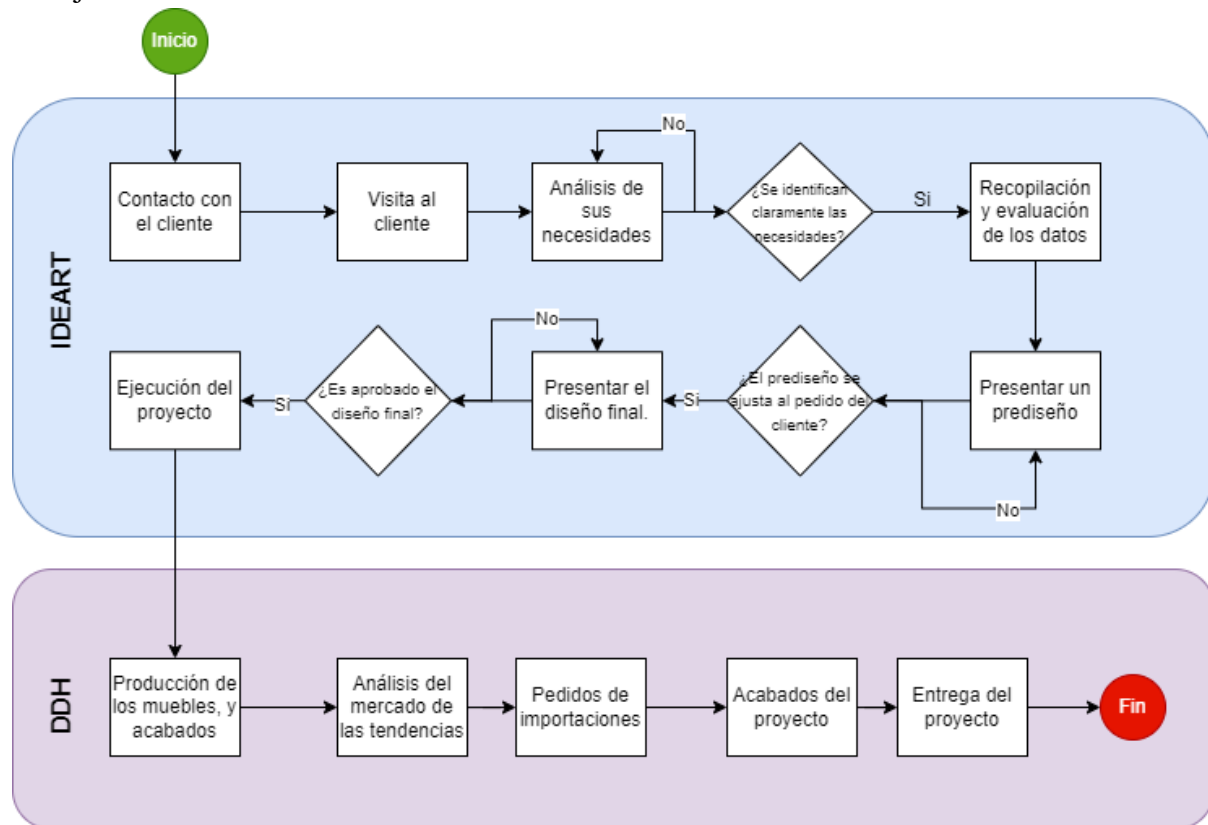 Inicio
IDEART
Contacto con
el cliente
Visita al
cliente
Análisis de
sus
necesidades
No
¿Se identifican
claramente las
necesidades?
Si
Recopilación
y evaluación
de los datos
Presentar un
prediseño
No
¿El prediseño se
ajusta al pedido de
cliente?
Si
Presentar el
diseño final.
No
¿Es aprobado el
diseño final?
Si
Ejecución del
proyecto
DDH
Producción de
los muebles, y
acabados
Análisis del
mercado de
las tendencias
Pedidos de
importaciones
Acabados del
proyecto
Entrega del
proyecto
Fin